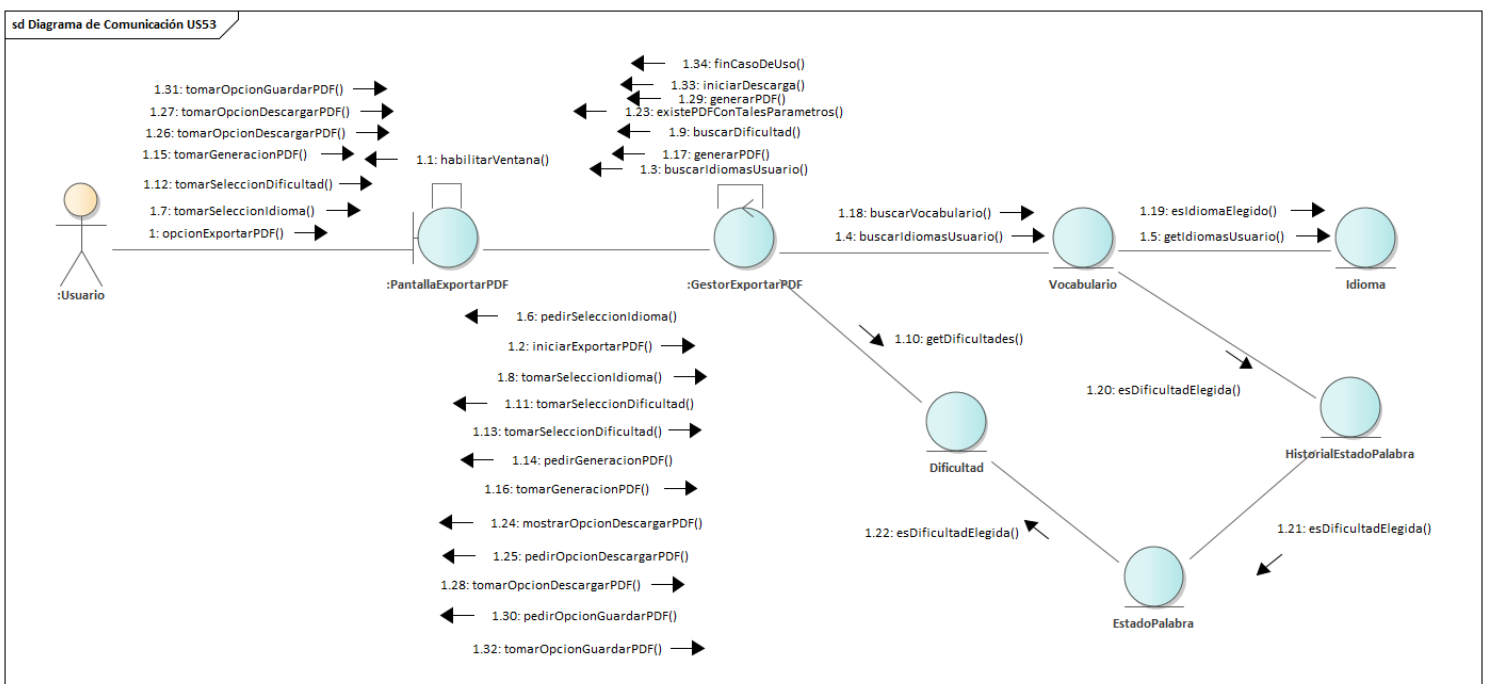 sd Diagrama de Comunicación US53
1.34: finCasoDeUso()
1.31: tomarOpcionGuardarPDF()
1.33: iniciarDescarga()
1.29: generarPDF()
1.27: tomarOpcionDescargarPDF()
1.23: existePDFConTalesParametros()
1.26: tomarOpcionDescargarPDF()
1.9: buscarDificultad()
1.15: tomarGeneracionPDF()
1.1: habilitarVentana()
1.17: generarPDF()
1.3: buscarIdiomasUsuario()
1.12: tomarSeleccionDificultad()
1.7: tomarSeleccionIdioma()
1.18: buscarVocabulario()
1.19: esIdiomaElegido()
1: opcionExportarPDF()
1.4: buscarIdiomasUsuario()
1.5: getIdiomasUsuario()
:Usuario
:PantallaExportarPDF
:GestorExportarPDF
Vocabulario
Idioma
1.6: pedirSeleccionIdioma()
1.2: iniciarExportarPDF()
1.10: getDificultades()
1.8: tomarSeleccionIdioma()
1.20: esDificultadElegida()
1.11: tomarSeleccionDificultad()
1.13: tomarSeleccionDificultad()
HistorialEstadoPalabra
1.14: pedirGeneracionPDF()
Dificultad
1.16: tomarGeneracionPDF()
1.24: mostrarOpcionDescargarPDF()
1.22: esDificultadElegida()
1.21: esDificultadElegida()
1.25: pedirOpcionDescargarPDF()
1.28: tomarOpcionDescargarPDF()
1.30: pedirOpcionGuardarPDF()
EstadoPalabra
1.32: tomarOpcionGuardarPDF()